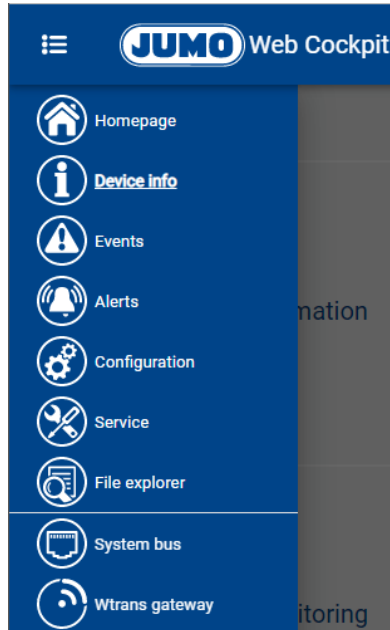 JUMO Web Cockpit
Homepage
Device info
Events
Alerts
mation
Configuration
Service
File explorer
System bus
Wtrans gateway
itoring